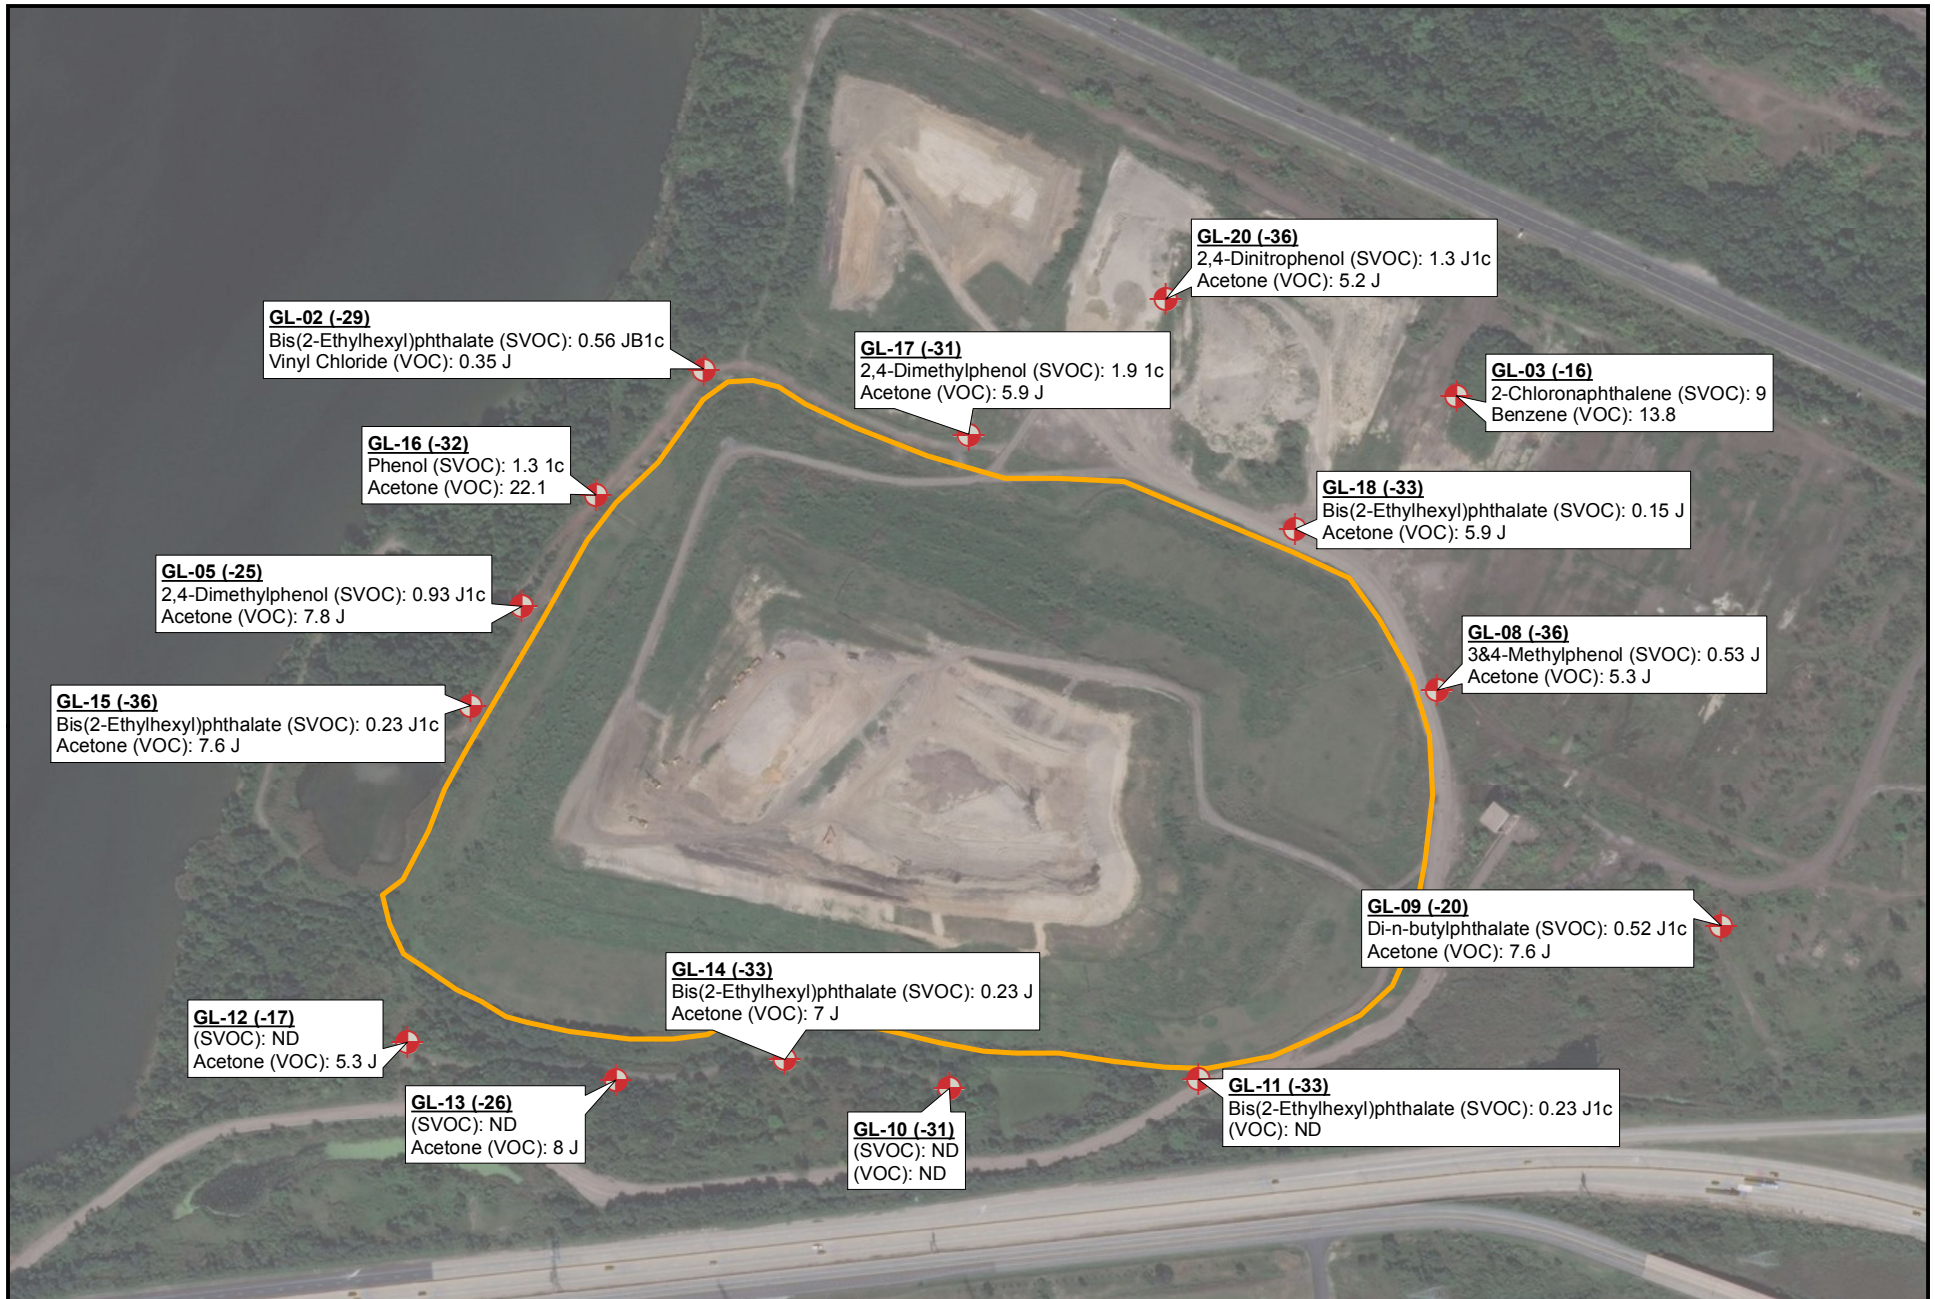 GL-20 (-36)
2,4-Dinitrophenol (SVOC): 1.3 J1c
Acetone (VOC): 5.2 J
GL-02 (-29)
Bis(2-Ethylhexyl)phthalate (SVOC): 0.56 JB1c
Vinyl Chloride (VOC): 0.35 J
GL-17 (-31)
2,4-Dimethylphenol (SVOC): 1.9 1c
Acetone (VOC): 5.9 J
GL-03 (-16)
2-Chloronaphthalene (SVOC): 9
Benzene (VOC): 13.8
GL-16 (-32)
Phenol (SVOC): 1.3 1c
Acetone (VOC): 22.1
GL-18 (-33)
Bis(2-Ethylhexyl)phthalate (SVOC): 0.15 J
Acetone (VOC): 5.9 J
GL-05 (-25)
2,4-Dimethylphenol (SVOC): 0.93 J1c
Acetone (VOC): 7.8 J
GL-08 (-36)
3&4-Methylphenol (SVOC): 0.53 J
Acetone (VOC): 5.3 J
GL-15 (-36)
Bis(2-Ethylhexyl)phthalate (SVOC): 0.23 J1c
Acetone (VOC): 7.6 J
GL-09 (-20)
Di-n-butylphthalate (SVOC): 0.52 J1c
Acetone (VOC): 7.6 J
GL-14 (-33)
Bis(2-Ethylhexyl)phthalate (SVOC): 0.23 J
Acetone (VOC): 7 J
GL-12 (-17)
(SVOC): ND
Acetone (VOC): 5.3 J
GL-13 (-26)
(SVOC): ND
Acetone (VOC): 8 J
GL-10 (-31)
(SVOC): ND
(VOC): ND
GL-11 (-33)
Bis(2-Ethylhexyl)phthalate (SVOC): 0.23 J1c
(VOC): ND